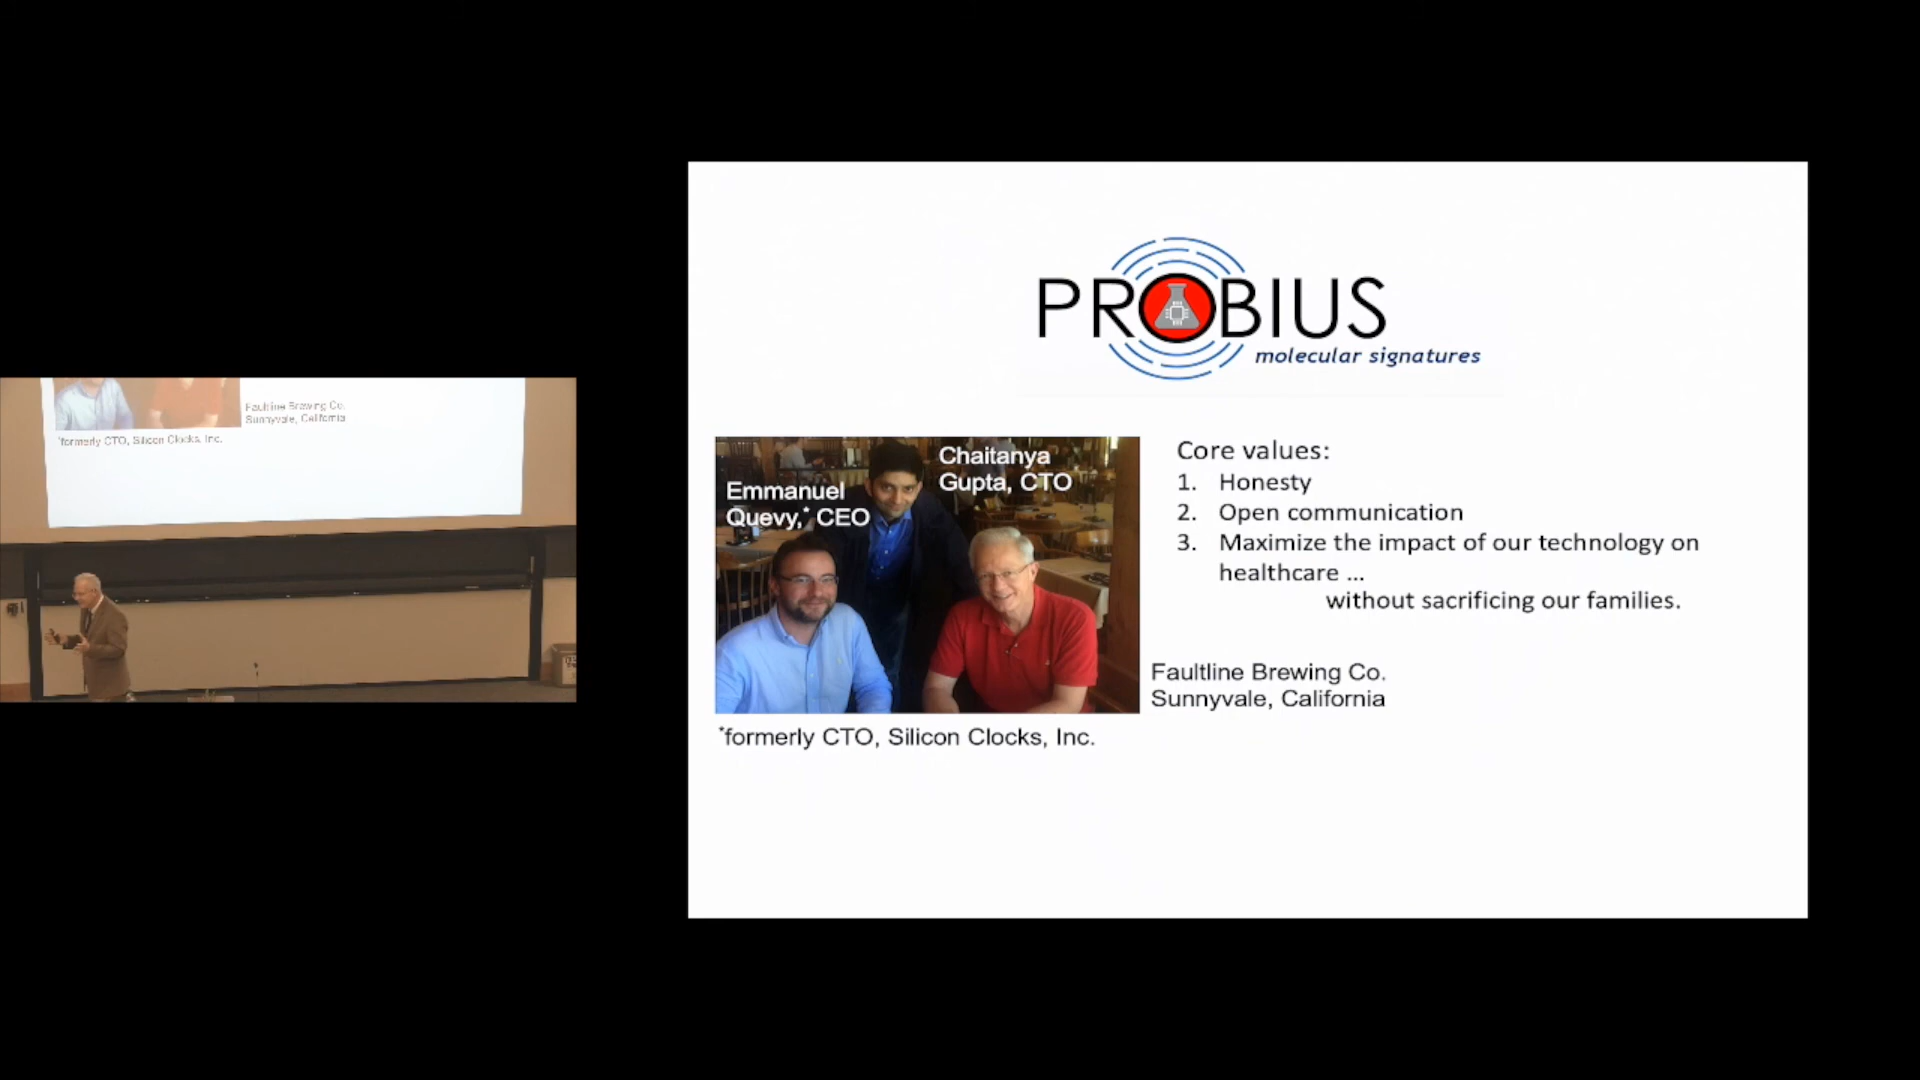 PROBIUS
molecular signatures
Emmanuel
Quevy,* CEO
Chaitanya
Gupta, CTO
Core values:
1. Honesty
2. Open communication
3. Maximize the impact of our technology on
healthcare ...
without sacrificing our families.
Faultline Brewing Co.
Sunnyvale, California
*formerly CTO, Silicon Clocks, Inc.
Faultline Brewing Co.
Sunnyvale, California
*formerly CTO, Silicon Clocks, Inc.